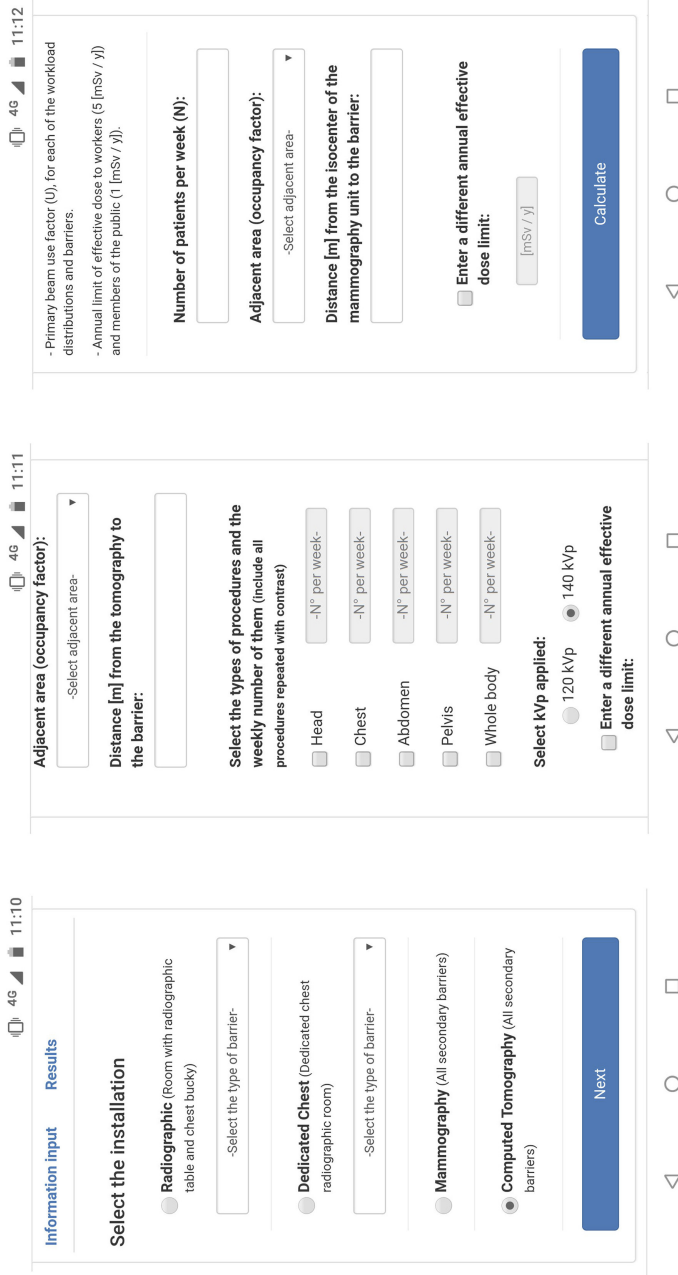 4G 11:10
Information input Results
Select the installation
Radiographic (Room with radiographic
table and chest bucky)
-Select the type of barrier-
Dedicated Chest (Dedicated chest
radiographic room)
-Select the type of barrier-
Mammography (All secondary barriers)
Computed Tomography (All secondary
barriers)
Next
4G 11:11
Adjacent area (occupancy factor):
-Select adjacent area-
Distance [m] from the tomography to
the barrier:
Select the types of procedures and the
weekly number of them (include all
procedures repeated with contrast)
Head -N° per week-
Chest -N° per week-
Abdomen -N° per week-
Pelvis -N° per week-
Whole body -N° per week-
Select kVp applied:
120 kVp 140 kVp
Enter a different annual effective
dose limit:
4G 11:12
- Primary beam use factor (U), for each of the workload
distributions and barriers.
- Annual limit of effective dose to workers (5 [mSv / y])
and members of the public (1 [mSv / y]).
Number of patients per week (N):
Adjacent area (occupancy factor):
-Select adjacent area-
Distance [m] from the isocenter of the
mammography unit to the barrier:
Enter a different annual effective
dose limit:
[mSv / y]
Calculate